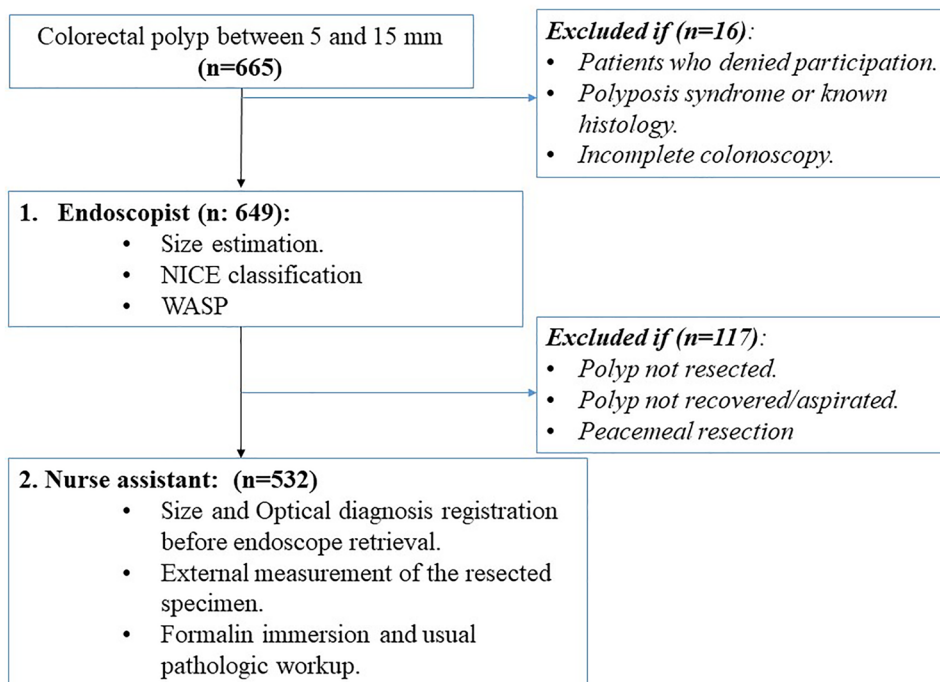 Colorectal polyp between 5 and 15 mm
(n=665)
Excluded if (n=16):
• Patients who denied participation.
• Polyposis syndrome or known
histology.
• Incomplete colonoscopy.
1. Endoscopist (n: 649):
• Size estimation.
• NICE classification
• WASP
Excluded if (n=117):
• Polyp not resected.
• Polyp not recovered/aspirated.
• Peacemeal resection
2. Nurse assistant: (n=532)
• Size and Optical diagnosis registration
before endoscope retrieval.
• External measurement of the resected
specimen.
• Formalin immersion and usual
pathologic workup.